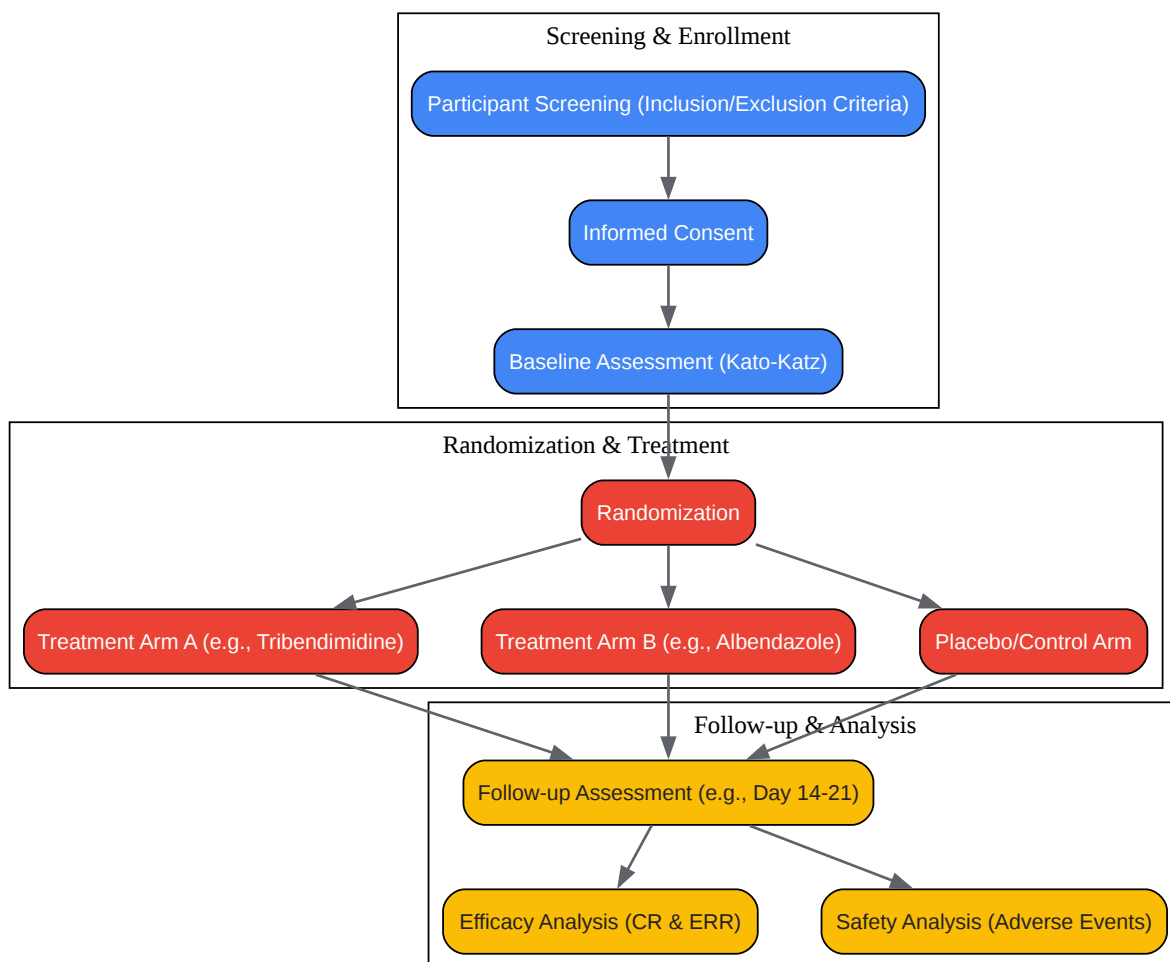 Screening & Enrollment
Participant Screening (Inclusion/Exclusion Criteria)
Informed Consent
Baseline Assessment (Kato-Katz)
Randomization & Treatment
Randomization
Treatment Arm A (e.g., Tribendimidine)
Treatment Arm B (e.g., Albendazole)
Placebo/Control Arm
Follow-up & Analysis
Follow-up Assessment (e.g., Day 14-21)
Efficacy Analysis (CR & ERR)
Safety Analysis (Adverse Events)